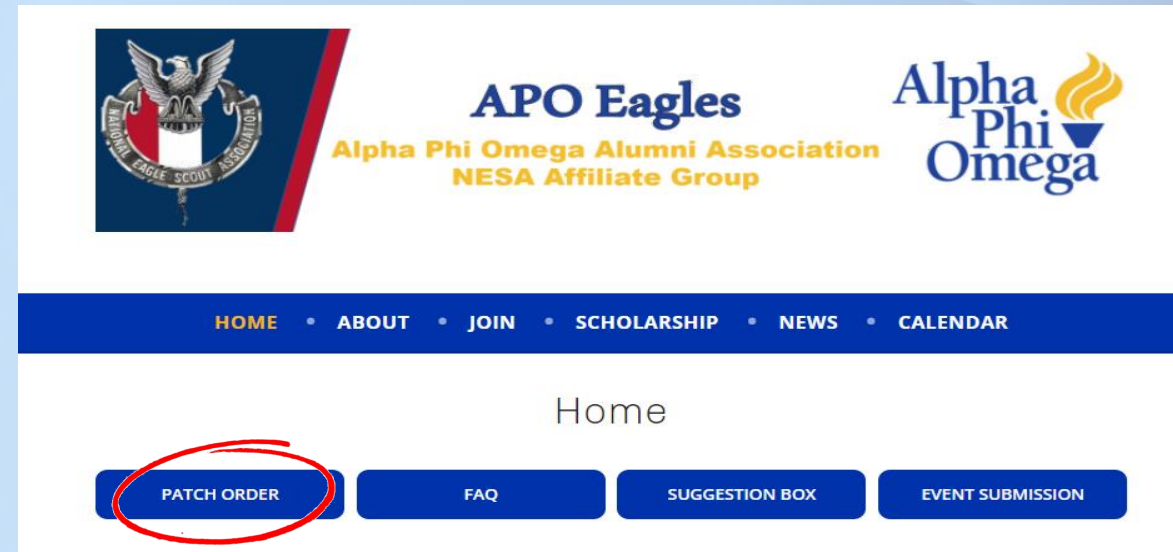 NATIONAL EAGLE SCOUT ASSOCIATION
APO Eagles
Alpha Phi Omega Alumni Association
NESA Affiliate Group
Alpha
Phi
Omega
HOME • ABOUT • JOIN • SCHOLARSHIP • NEWS • CALENDAR
Home
PATCH ORDER FAQ SUGGESTION BOX EVENT SUBMISSION